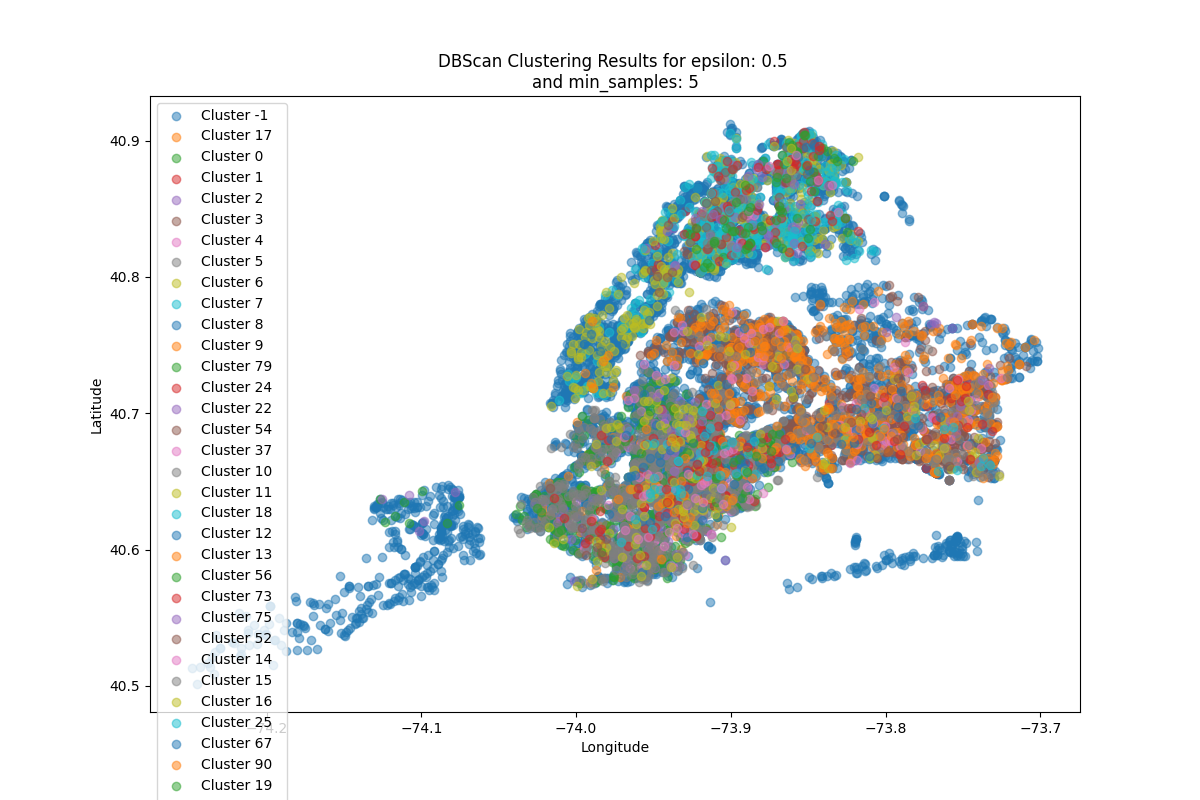 DBScan Clustering Results for epsilon: 0.5
and min_samples: 5
Cluster -1
Cluster 17
Cluster 0
Cluster 1
Cluster 2
Cluster 3
Cluster 4
Cluster 5
Cluster 6
Cluster 7
Cluster 8
Cluster 9
Cluster 79
Cluster 24
Cluster 22
Cluster 54
Cluster 37
Cluster 10
Cluster 11
Cluster 18
Cluster 12
Cluster 13
Cluster 56
Cluster 73
Cluster 75
Cluster 52
Cluster 14
Cluster 15
Cluster 16
Cluster 25
Cluster 67
Cluster 90
Cluster 19
40.9
40.8
40.7
40.6
40.5
Latitude
−74.2
−74.1
−74.0
−73.9
−73.8
−73.7
Longitude